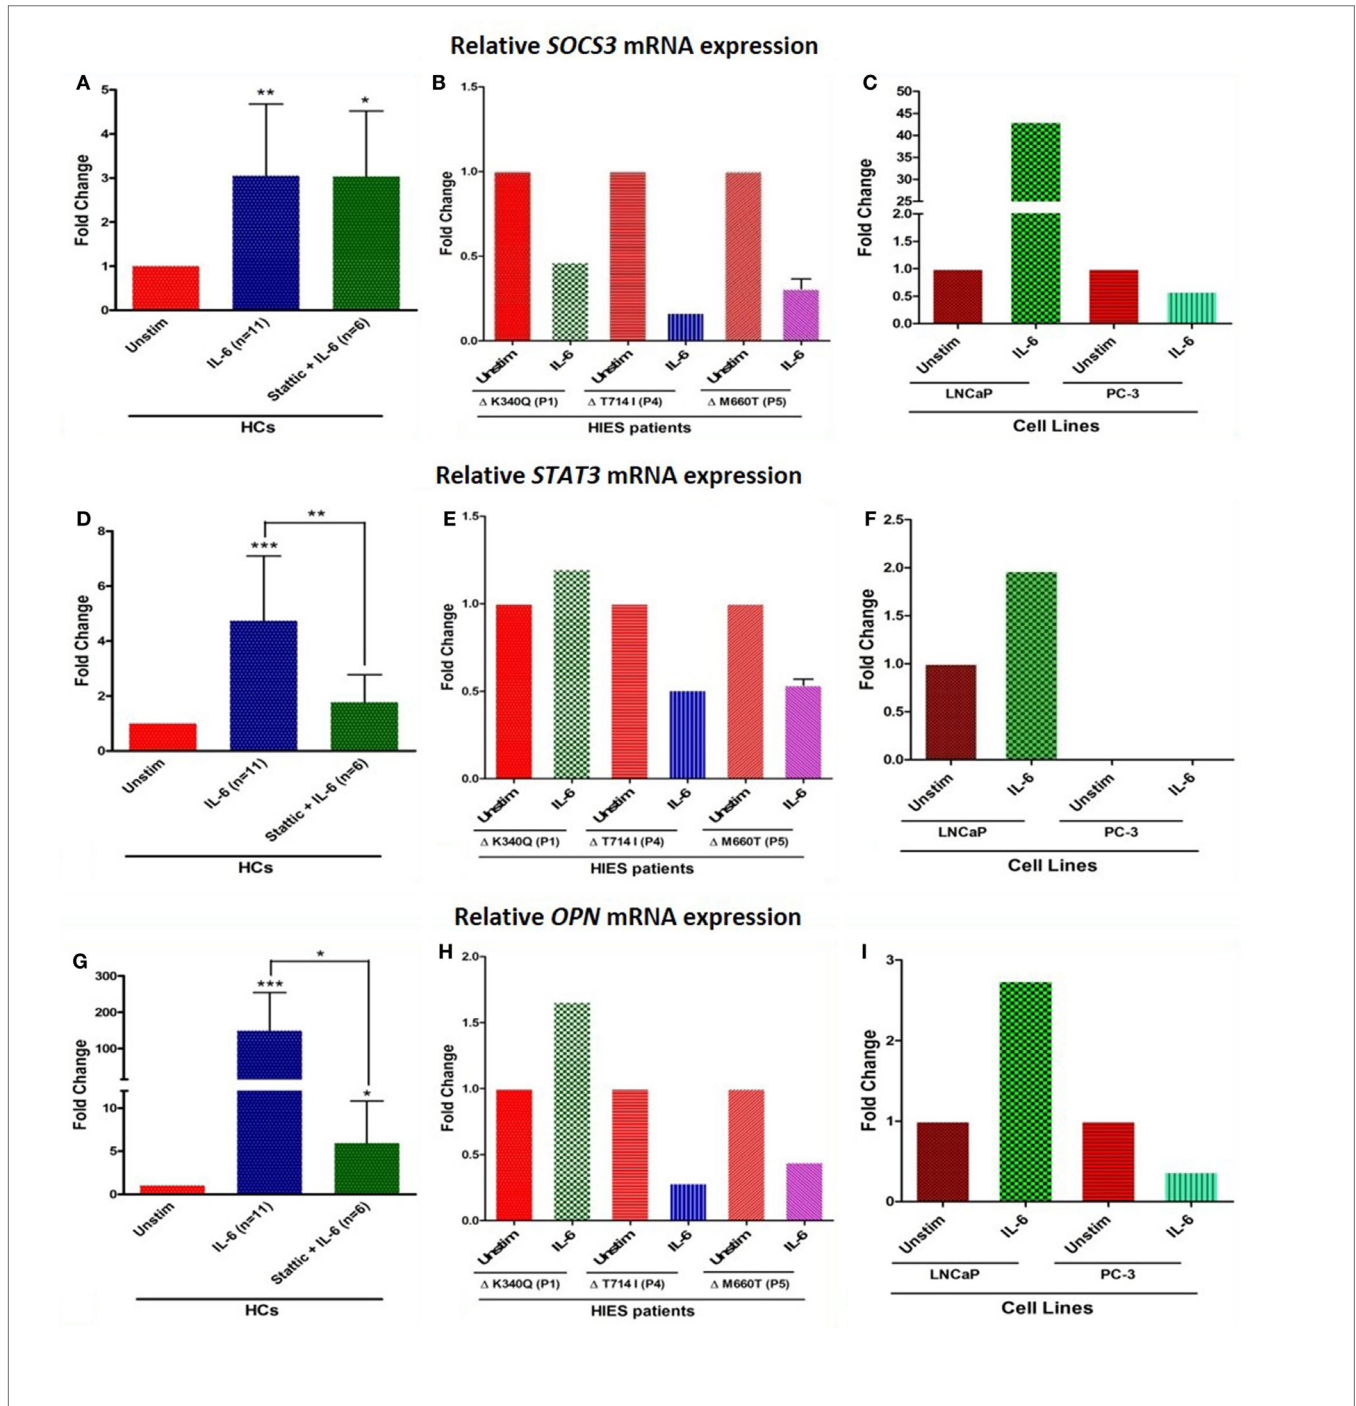 Relative SOCS3 mRNA expression
A
5
4
3
2
1
0
Fold Change
**
*
Unstim
IL-6 (n=11)
Stattic + IL-6 (n=6)
HCs
B
1.5
1.0
0.5
0.0
Fold Change
Unstim
IL-6
Unstim
IL-6
Unstim
IL-6
Δ K340Q (P1)
Δ T714 I (P4)
Δ M660T (P5)
HIES patients
C
50
45
40
35
30
25
2.0
1.5
1.0
0.5
0.0
Fold Change
Unstim
IL-6
Unstim
IL-6
LNCaP
PC-3
Cell Lines
Relative STAT3 mRNA expression
D
8
6
4
2
0
Fold Change
***
**
Unstim
IL-6 (n=11)
Stattic + IL-6 (n=6)
HCs
E
1.5
1.0
0.5
0.0
Fold Change
Unstim
IL-6
Unstim
IL-6
Unstim
IL-6
Δ K340Q (P1)
Δ T714 I (P4)
Δ M660T (P5)
HIES patients
F
2.5
2.0
1.5
1.0
0.5
0.0
Fold Change
Unstim
IL-6
Unstim
IL-6
LNCaP
PC-3
Cell Lines
Relative OPN mRNA expression
G
300
200
100
10
5
0
Fold Change
***
*
*
Unstim
IL-6 (n=11)
Stattic + IL-6 (n=6)
HCs
H
2.0
1.5
1.0
0.5
0.0
Fold Change
Unstim
IL-6
Unstim
IL-6
Unstim
IL-6
Δ K340Q (P1)
Δ T714 I (P4)
Δ M660T (P5)
HIES patients
I
3
2
1
0
Fold Change
Unstim
IL-6
Unstim
IL-6
LNCaP
PC-3
Cell Lines